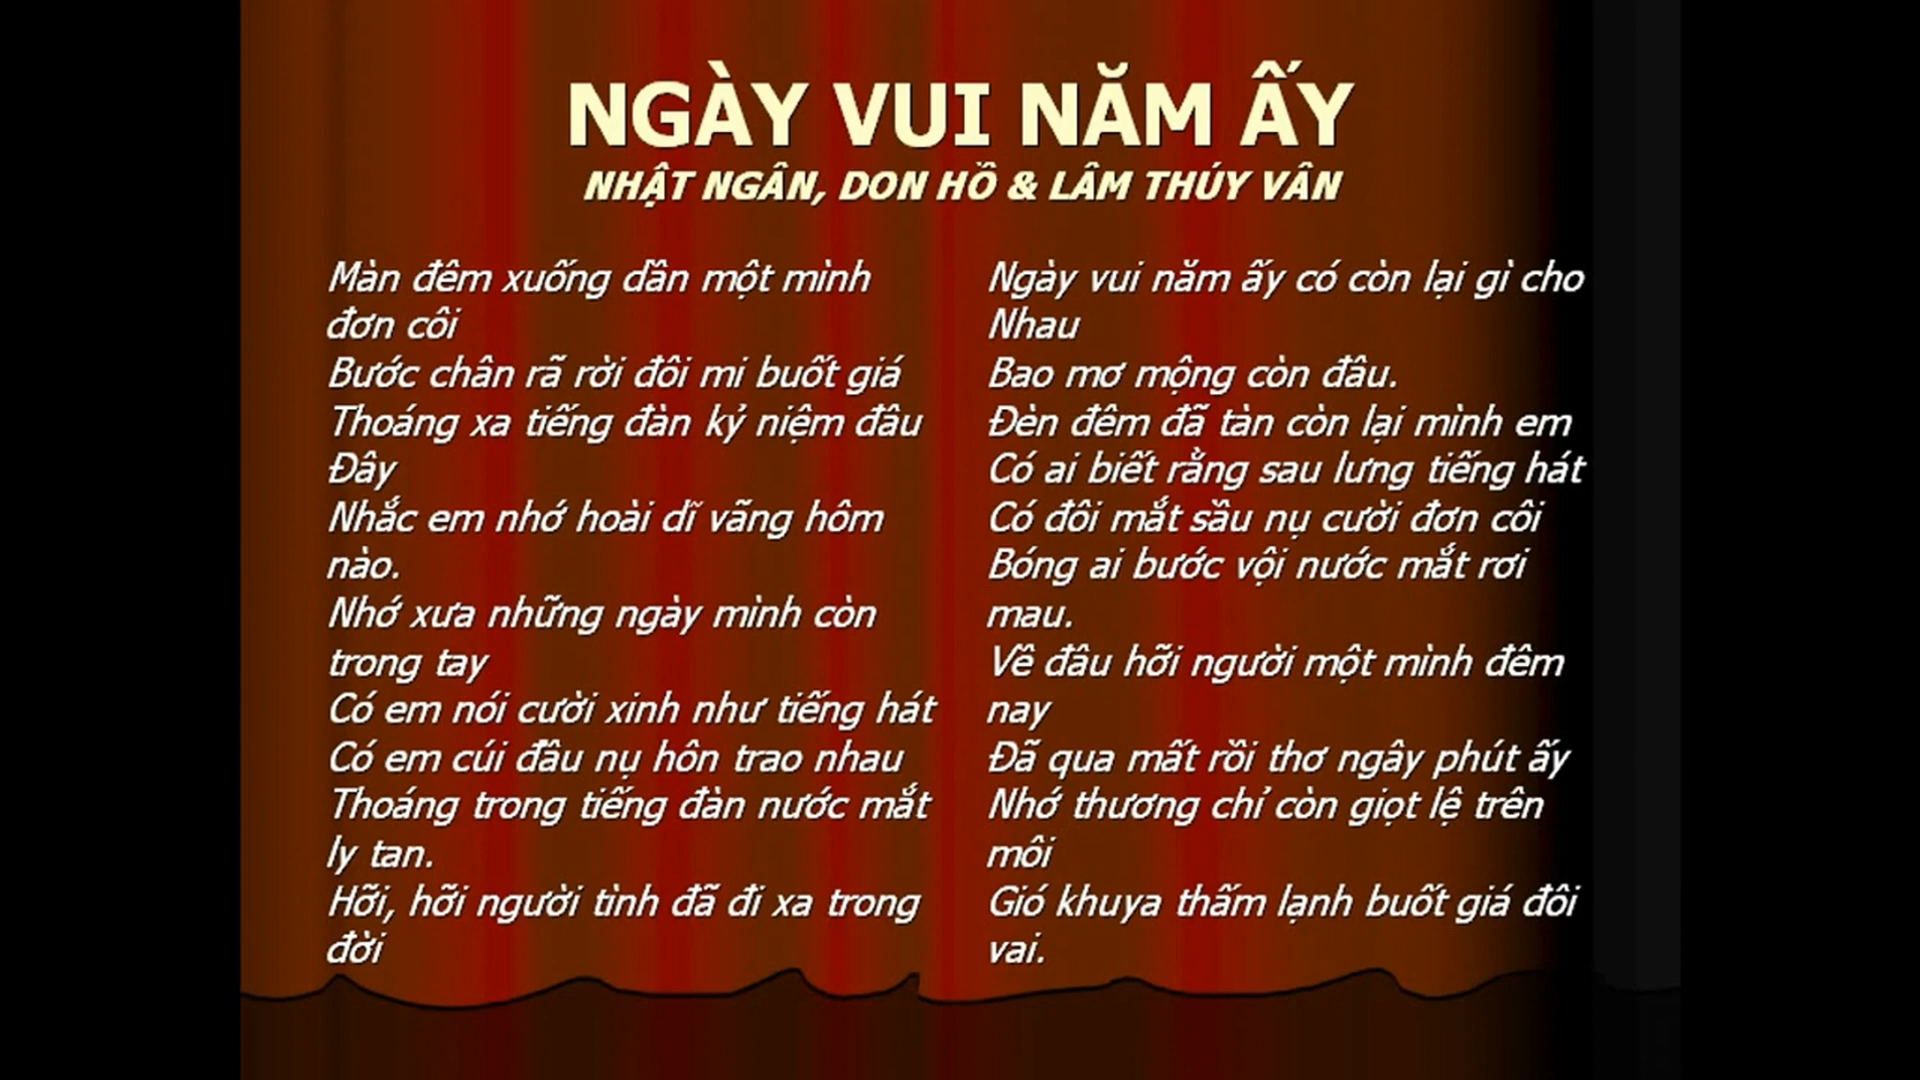 NGÀY VUI NĂM ẤY
NHẬT NGÂN, DON HỒ & LÂM THÚY VÂN
Màn đêm xuống dần một mình
đơn côi
Bước chân rã rời đôi mi buốt giá
Thoáng xa tiếng đàn kỷ niệm đâu
Đây
Nhắc em nhớ hoài dĩ vãng hôm
nào.
Nhớ xưa những ngày mình còn
trong tay
Có em nói cười xinh như tiếng hát
Có em cúi đầu nụ hôn trao nhau
Thoáng trong tiếng đàn nước mắt
ly tan.
Hỡi, hỡi người tình đã đi xa trong
đời
Ngày vui năm ấy có còn lại gì cho
Nhau
Bao mơ mộng còn đâu.
Đèn đêm đã tàn còn lại mình em
Có ai biết rằng sau lưng tiếng hát
Có đôi mắt sầu nụ cười đơn côi
Bóng ai bước vội nước mắt rơi
mau.
Về đâu hỡi người một mình đêm
nay
Đã qua mất rồi thơ ngây phút ấy
Nhớ thương chỉ còn giọt lệ trên
môi
Gió khuya thấm lạnh buốt giá đôi
vai.